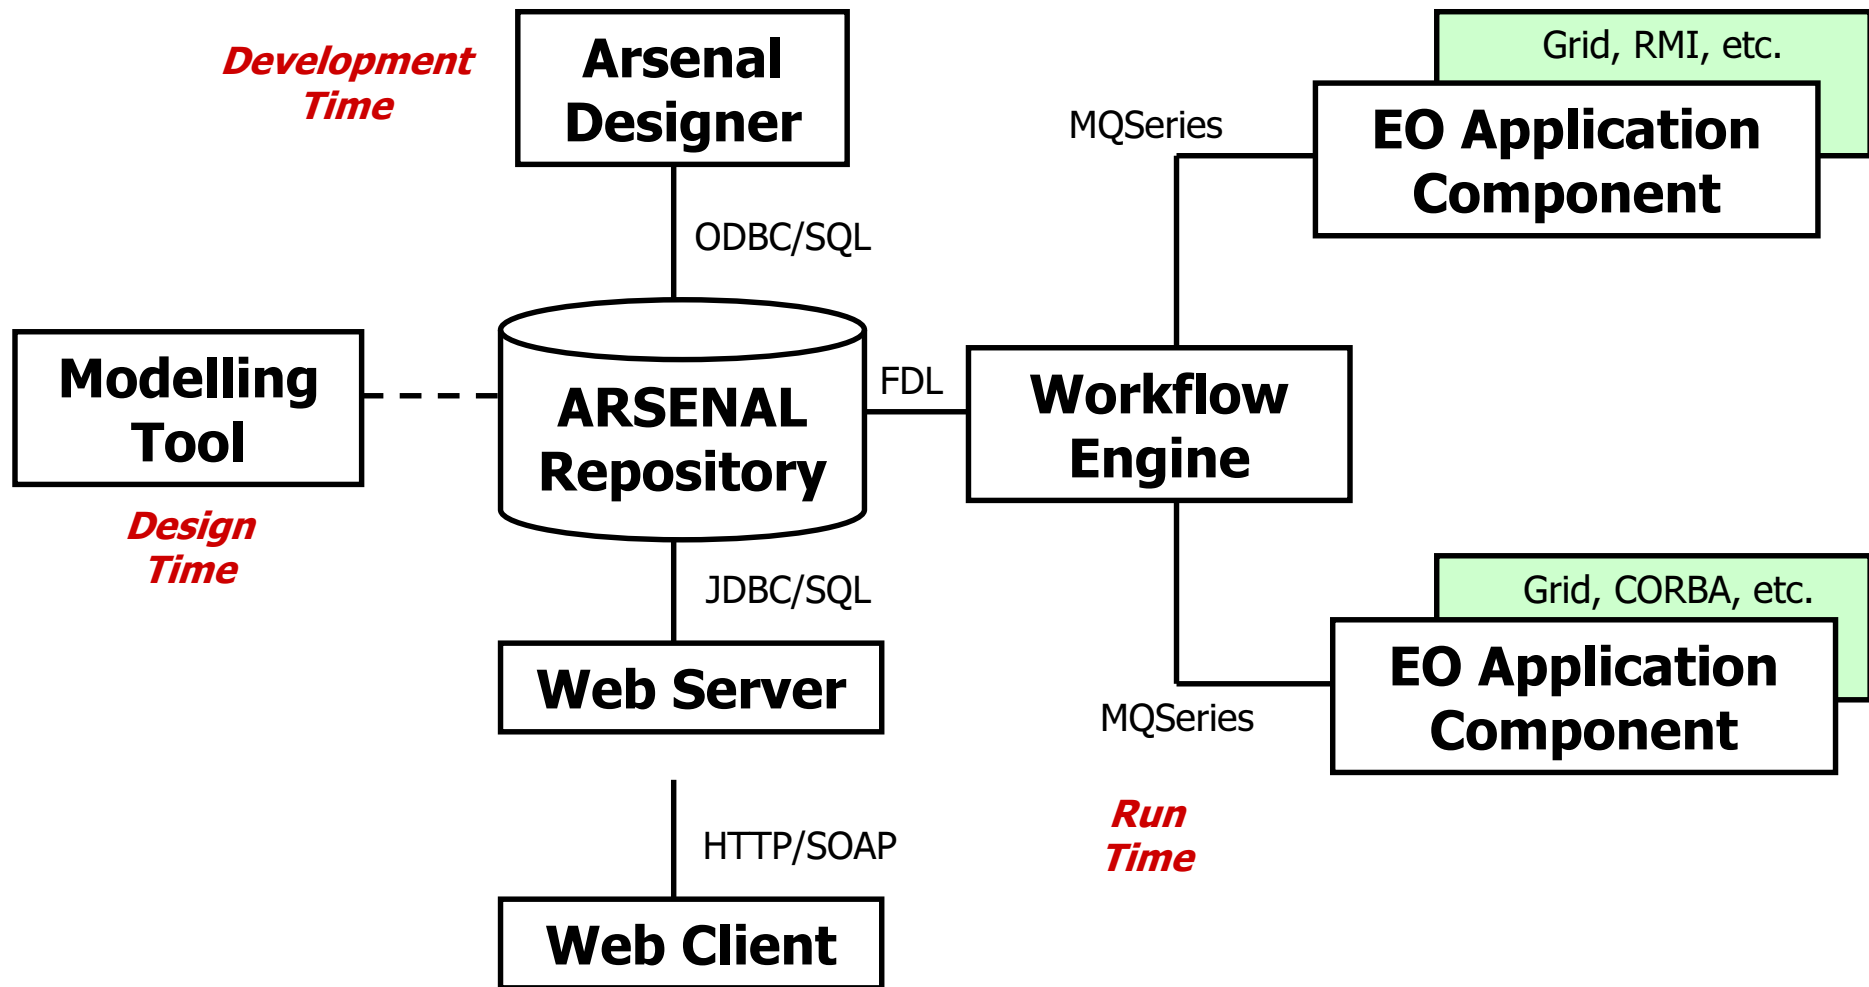 Development
Time
Arsenal
Designer
Grid, RMI, etc.
MQSeries
EO Application
Component
ODBC/SQL
Modelling
Tool
ARSENAL
Repository
FDL
Workflow
Engine
Design
Time
JDBC/SQL
Grid, CORBA, etc.
Web Server
MQSeries
EO Application
Component
HTTP/SOAP
Run
Time
Web Client